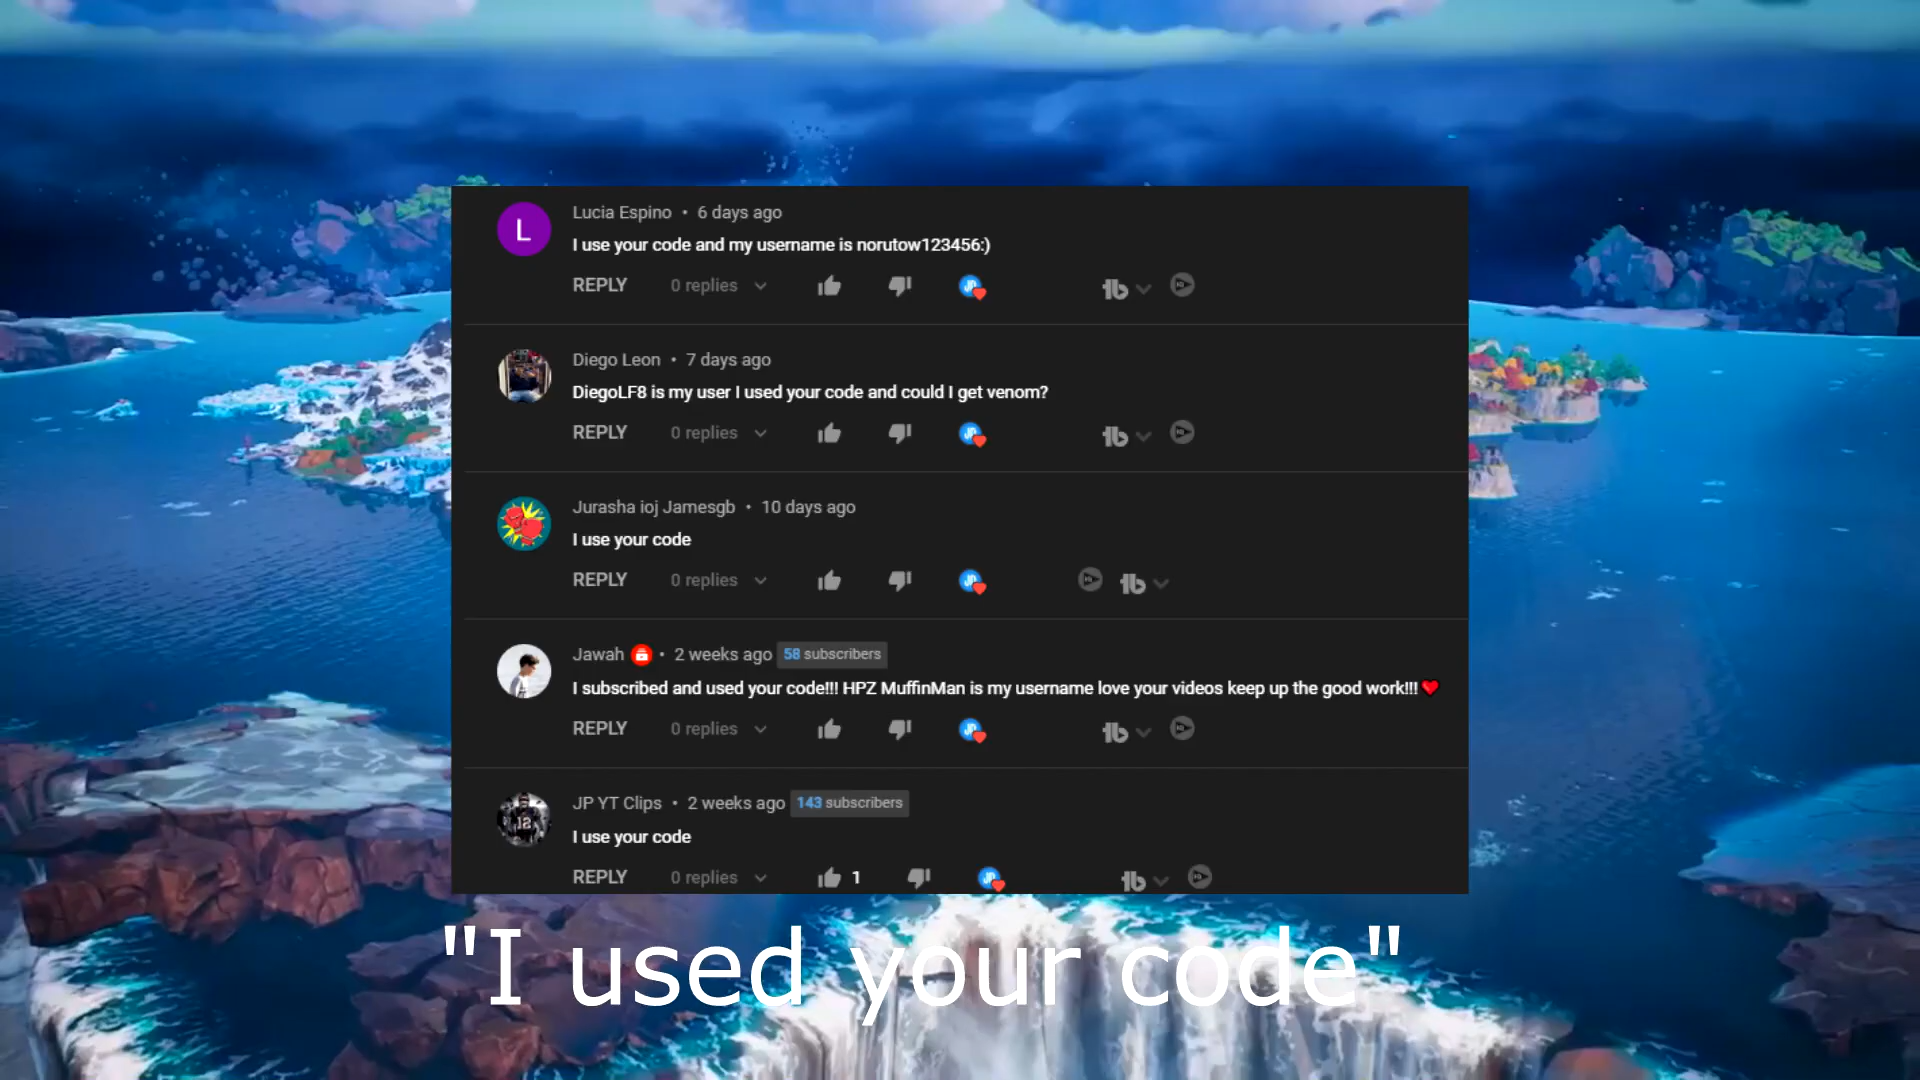 L
Lucia Espino • 6 days ago
I use your code and my username is norutow123456:)
REPLY 0 replies
Diego Leon • 7 days ago
DiegoLF8 is my user I used your code and could I get venom?
REPLY 0 replies
Jurasha ioj Jamesgb • 10 days ago
I use your code
REPLY 0 replies
Jawah • 2 weeks ago 58 subscribers
I subscribed and used your code!!! HPZ MuffinMan is my username love your videos keep up the good work!!! ❤
REPLY 0 replies
JP YT Clips • 2 weeks ago 143 subscribers
12
I use your code
REPLY 0 replies 1
"I used your code"